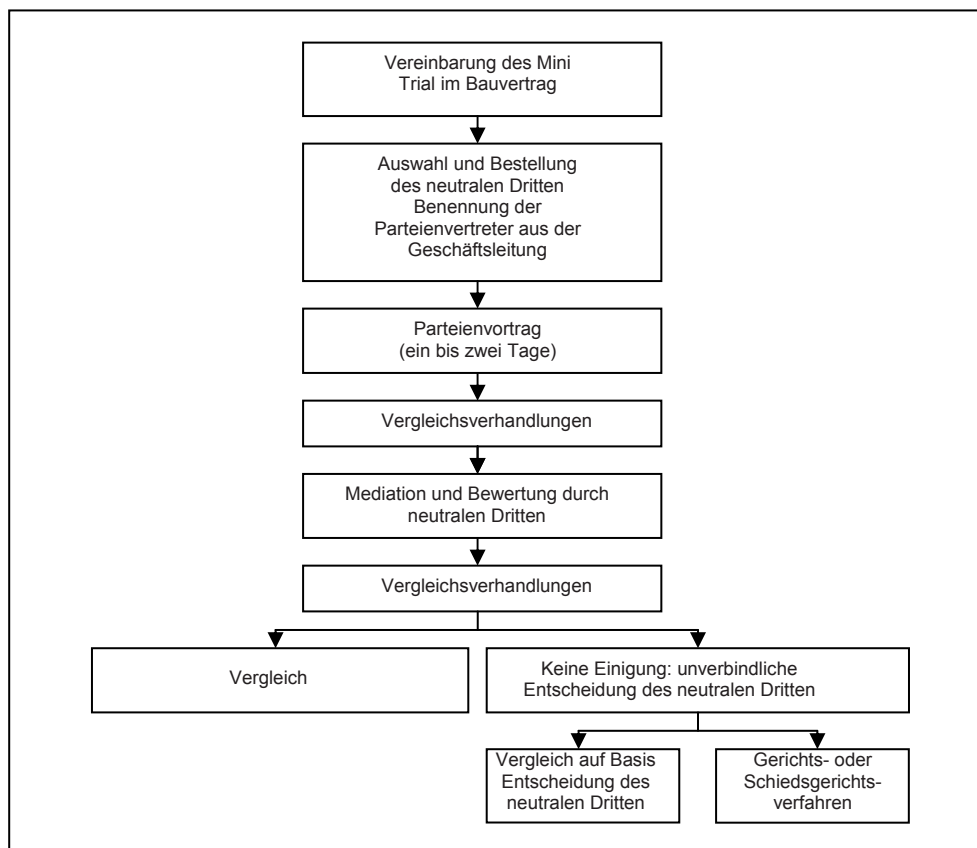 Vereinbarung des Mini
Trial im Bauvertrag
Auswahl und Bestellung
des neutralen Dritten
Benennung der
Parteienvertreter aus der
Geschäftsleitung
Parteienvortrag
(ein bis zwei Tage)
Vergleichsverhandlungen
Mediation und Bewertung durch
neutralen Dritten
Vergleichsverhandlungen
Vergleich
Keine Einigung: unverbindliche
Entscheidung des neutralen Dritten
Vergleich auf Basis
Entscheidung des
neutralen Dritten
Gerichts- oder
Schiedsgerichts-
verfahren